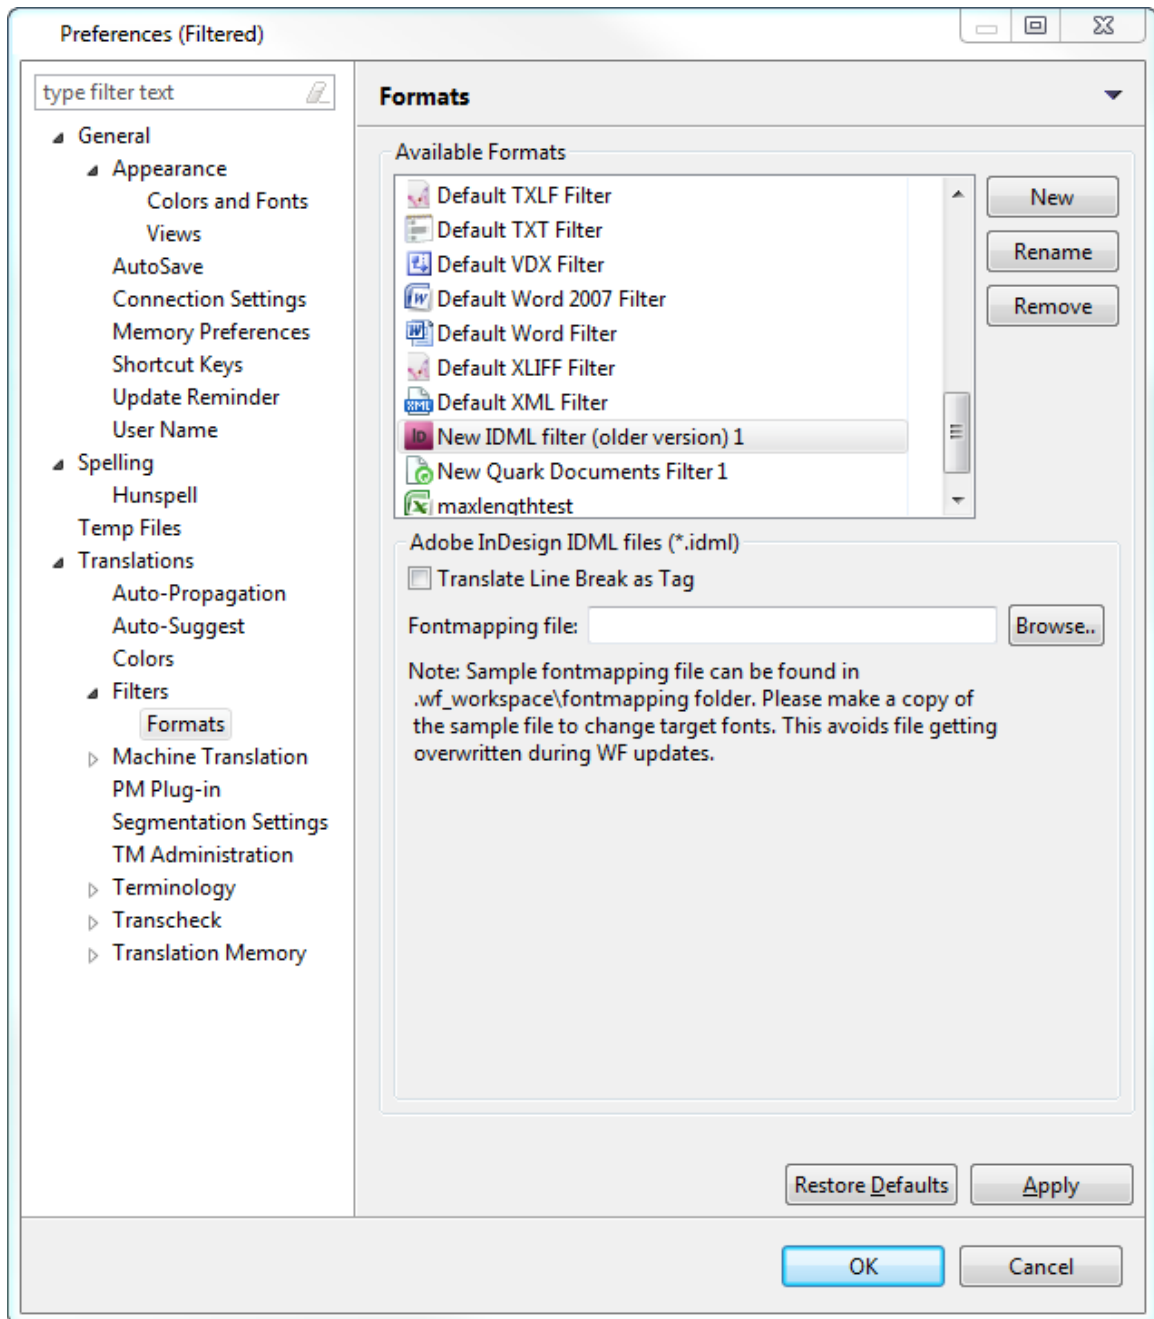 Preferences (Filtered)
type filter text
General
Appearance
Colors and Fonts
Views
AutoSave
Connection Settings
Memory Preferences
Shortcut Keys
Update Reminder
User Name
Spelling
Hunspell
Temp Files
Translations
Auto-Propagation
Auto-Suggest
Colors
Filters
Formats
Machine Translation
PM Plug-in
Segmentation Settings
TM Administration
Terminology
Transcheck
Translation Memory
Formats
Available Formats
Default TXLF Filter
Default TXT Filter
Default VDX Filter
Default Word 2007 Filter
Default Word Filter
Default XLIFF Filter
Default XML Filter
New IDML filter (older version) 1
New Quark Documents Filter 1
maxlengthtest
New
Rename
Remove
Adobe InDesign IDML files (*.idml)
Translate Line Break as Tag
Fontmapping file:
Browse..
Note: Sample fontmapping file can be found in
.wf_workspace\fontmapping folder. Please make a copy of
the sample file to change target fonts. This avoids file getting
overwritten during WF updates.
Restore Defaults
Apply
OK
Cancel